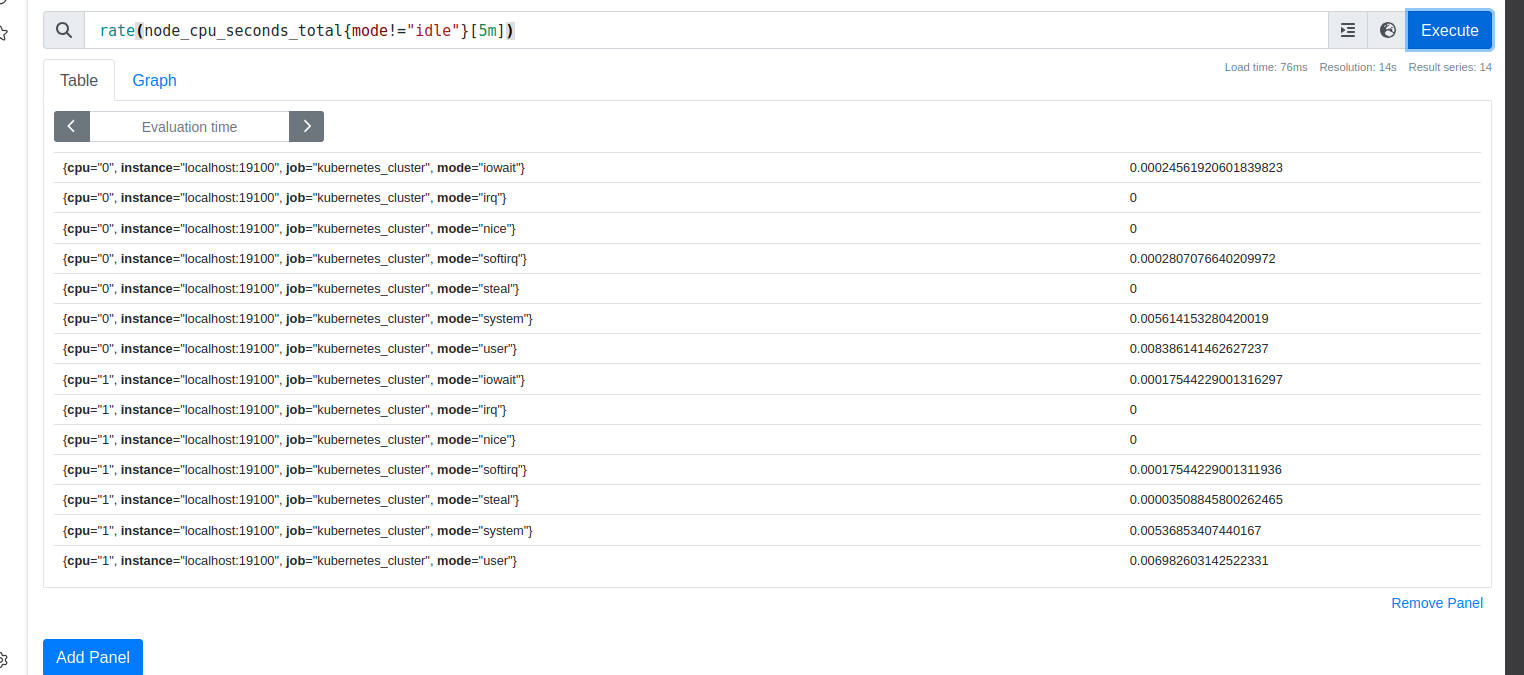 rate(node_cpu_seconds_total{mode!="idle"}[5m]) Execute
Load time: 76ms Resolution: 14s Result series: 14
Table Graph
Evaluation time
{cpu="0", instance="localhost:19100", job="kubernetes_cluster", mode="iowait"} 0.00024561920601839823
{cpu="0", instance="localhost:19100", job="kubernetes_cluster", mode="irq"} 0
{cpu="0", instance="localhost:19100", job="kubernetes_cluster", mode="nice"} 0
{cpu="0", instance="localhost:19100", job="kubernetes_cluster", mode="softirq"} 0.0002807076640209972
{cpu="0", instance="localhost:19100", job="kubernetes_cluster", mode="steal"} 0
{cpu="0", instance="localhost:19100", job="kubernetes_cluster", mode="system"} 0.005614153280420019
{cpu="0", instance="localhost:19100", job="kubernetes_cluster", mode="user"} 0.008386141462627237
{cpu="1", instance="localhost:19100", job="kubernetes_cluster", mode="iowait"} 0.00017544229001316297
{cpu="1", instance="localhost:19100", job="kubernetes_cluster", mode="irq"} 0
{cpu="1", instance="localhost:19100", job="kubernetes_cluster", mode="nice"} 0
{cpu="1", instance="localhost:19100", job="kubernetes_cluster", mode="softirq"} 0.00017544229001311936
{cpu="1", instance="localhost:19100", job="kubernetes_cluster", mode="steal"} 0.00003508845800262465
{cpu="1", instance="localhost:19100", job="kubernetes_cluster", mode="system"} 0.00536853407440167
{cpu="1", instance="localhost:19100", job="kubernetes_cluster", mode="user"} 0.006982603142522331
Remove Panel
Add Panel